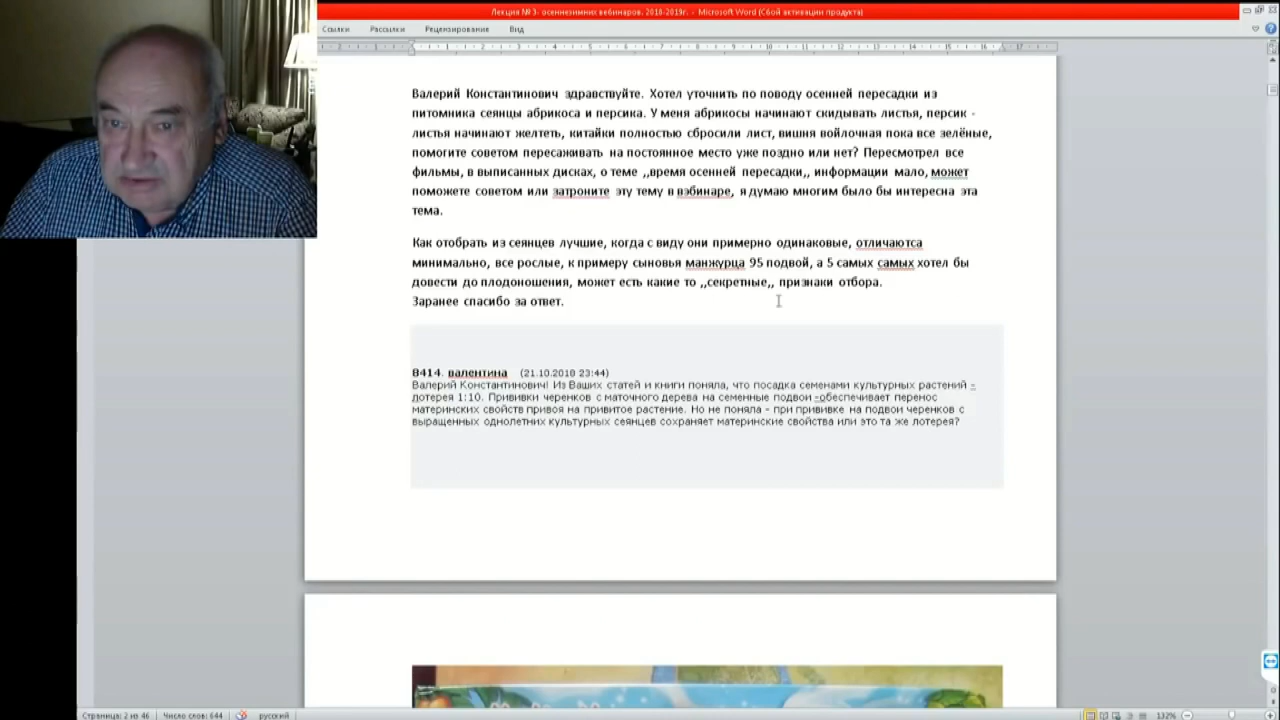 Лекция № 3- осеннезимних вебинаров. 2018-2019г. - Microsoft Word (Сбой активации продукта)
Ссылки Рассылки Рецензирование Вид
Валерий Константинович здравствуйте. Хотел уточнить по поводу осенней пересадки из
питомника сеянцы абрикоса и персика. У меня абрикосы начинают скидывать листья, персик -
листья начинают желтеть, китайки полностью сбросили лист, вишня войлочная пока все зелёные,
помогите советом пересаживать на постоянное место уже поздно или нет? Пересмотрел все
фильмы, в выписанных дисках, о теме ,,время осенней пересадки,, информации мало, может
поможете советом или затроните эту тему в вэбинаре, я думаю многим было бы интересна эта
тема.
Как отобрать из сеянцев лучшие, когда с виду они примерно одинаковые, отличаютса
минимально, все рослые, к примеру сыновья манжурца 95 подвой, а 5 самых самых хотел бы
довести до плодоношения, может есть какие то ,,секретные,, признаки отбора.
Заранее спасибо за ответ.
8414. валентина (21.10.2018 23:44)
Валерий Константинович! Из Ваших статей и книги поняла, что посадка семенами культурных растений -
лотерея 1:10. Прививки черенков с маточного дерева на семенные подвои -обеспечивает перенос
материнских свойств привоя на привитое растение. Но не поняла - при прививке на подвои черенков с
выращенных однолетних культурных сеянцев сохраняет материнские свойства или это та же лотерея?
Страница: 2 из 46 Число слов: 644 русский 132%